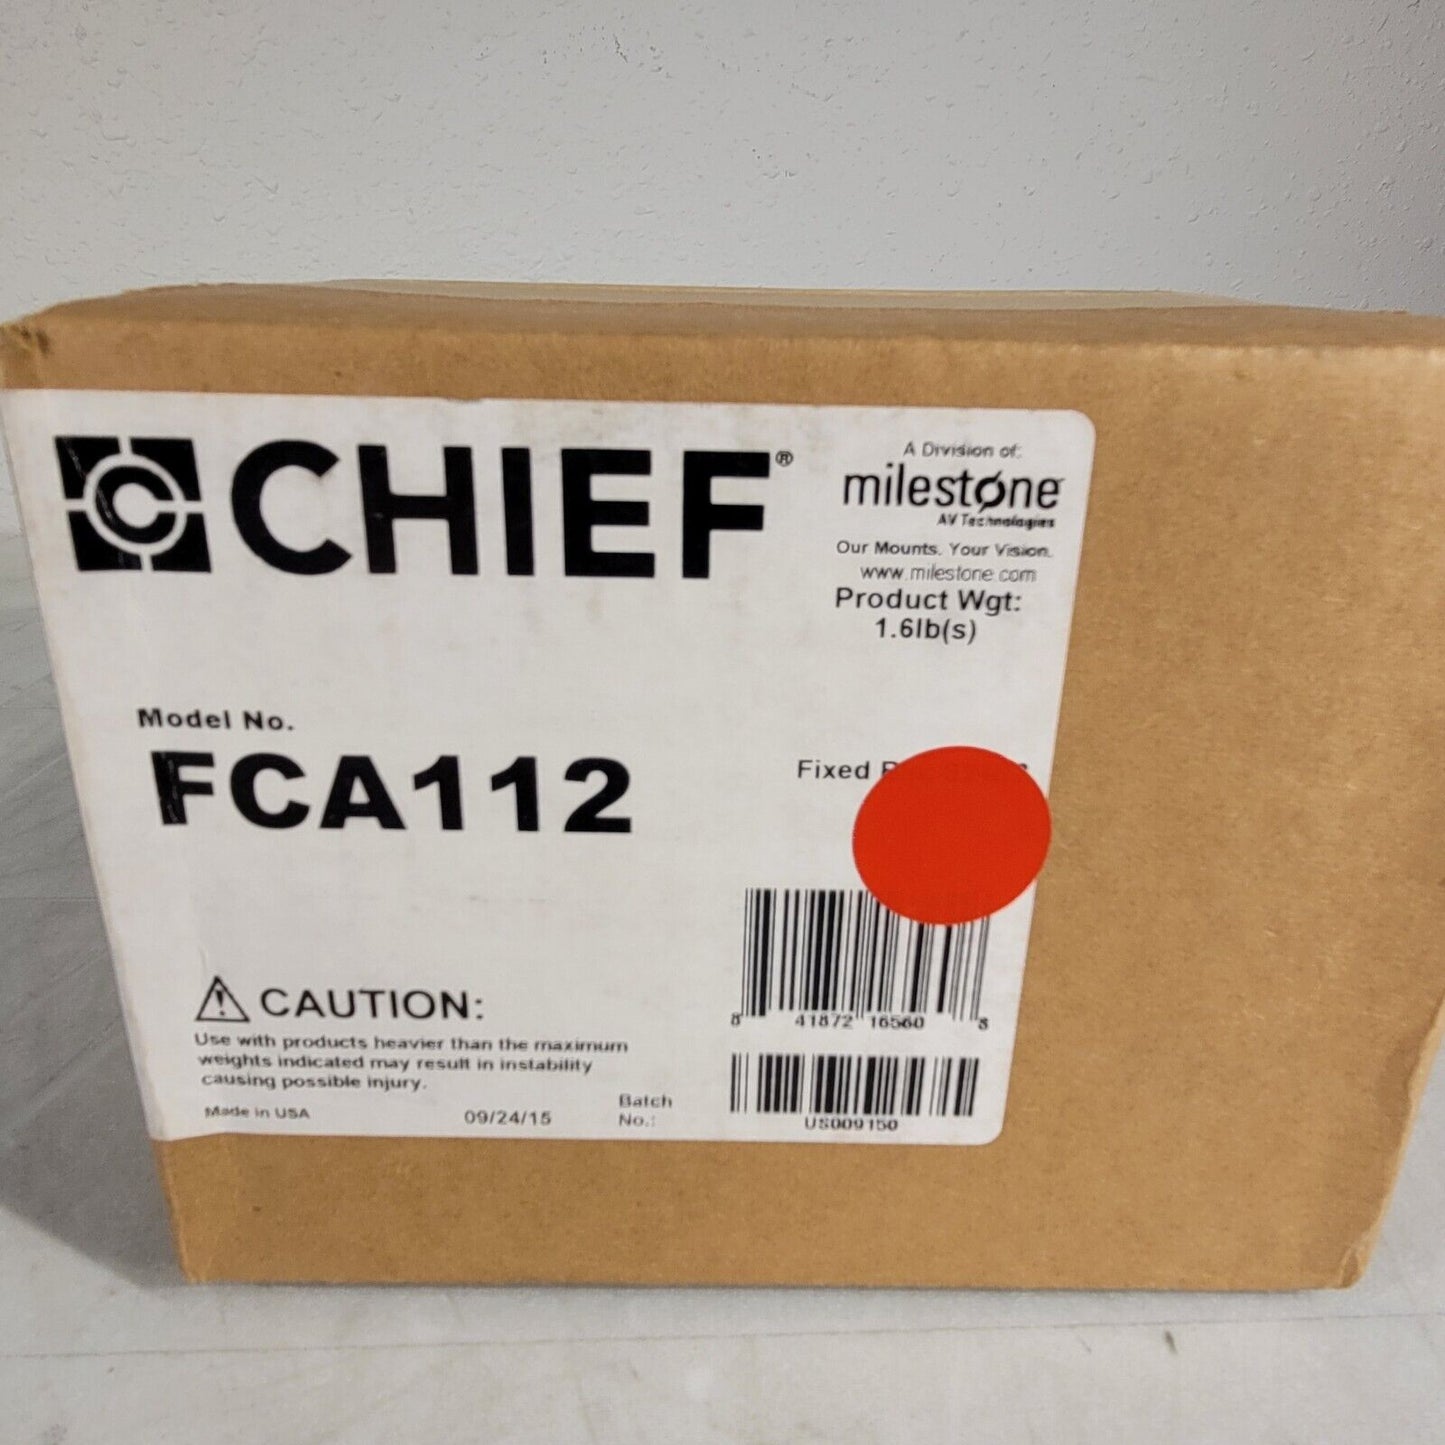 CHIEF®
A Division of:
milestone
AV Technologies
Our Mounts. Your Vision.
www.milestone.com
Product Wgt:
1.6lb(s)
Model No.
FCA112
Fixed
8 41872 16560 8
CAUTION:
Use with products heavier than the maximum
weights indicated may result in instability
causing possible injury.
Made in USA
09/24/15
Batch
No.:
US009150